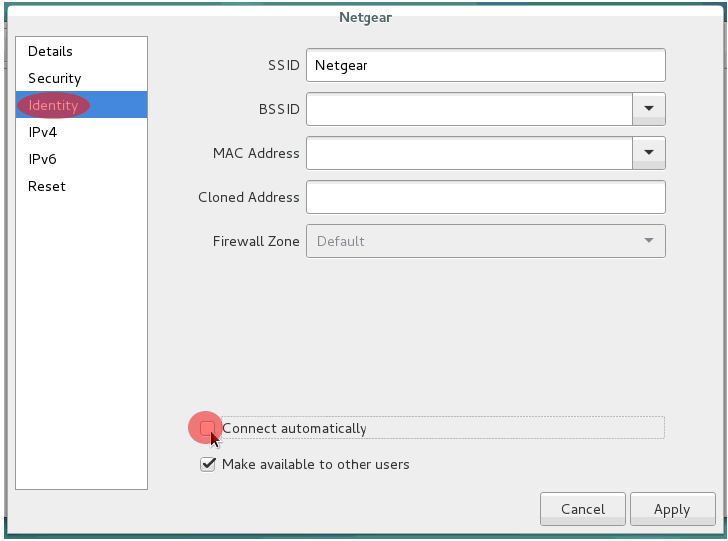 Netgear
Details
Security
Identity
IPv4
IPv6
Reset
SSID Netgear
BSSID
MAC Address
Cloned Address
Firewall Zone Default
Connect automatically
Make available to other users
Cancel Apply